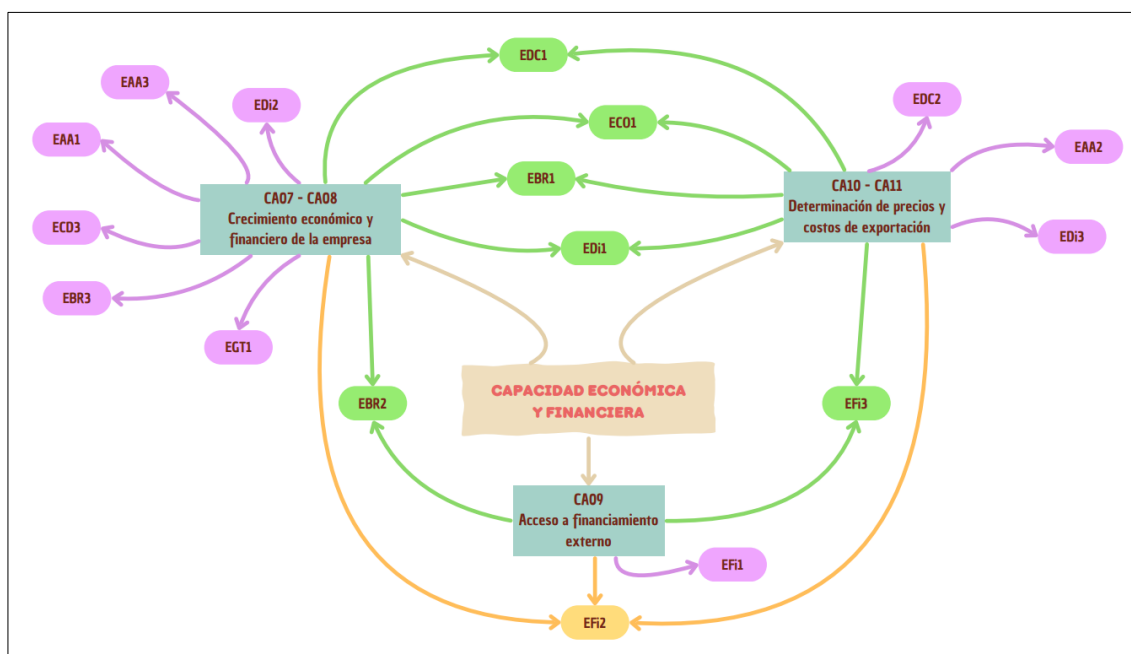 EDC1
EAA3
EDi2
EDC2
ECO1
EAA1
EAA2
EBR1
CA07 - CA08
Crecimiento económico y
financiero de la empresa
CA10 - CA11
Determinación de precios y
costos de exportación
ECD3
EDi1
EDi3
EBR3
EGT1
CAPACIDAD ECONÓMICA
Y FINANCIERA
EBR2
EFi3
CA09
Acceso a financiamiento
externo
EFi1
EFi2